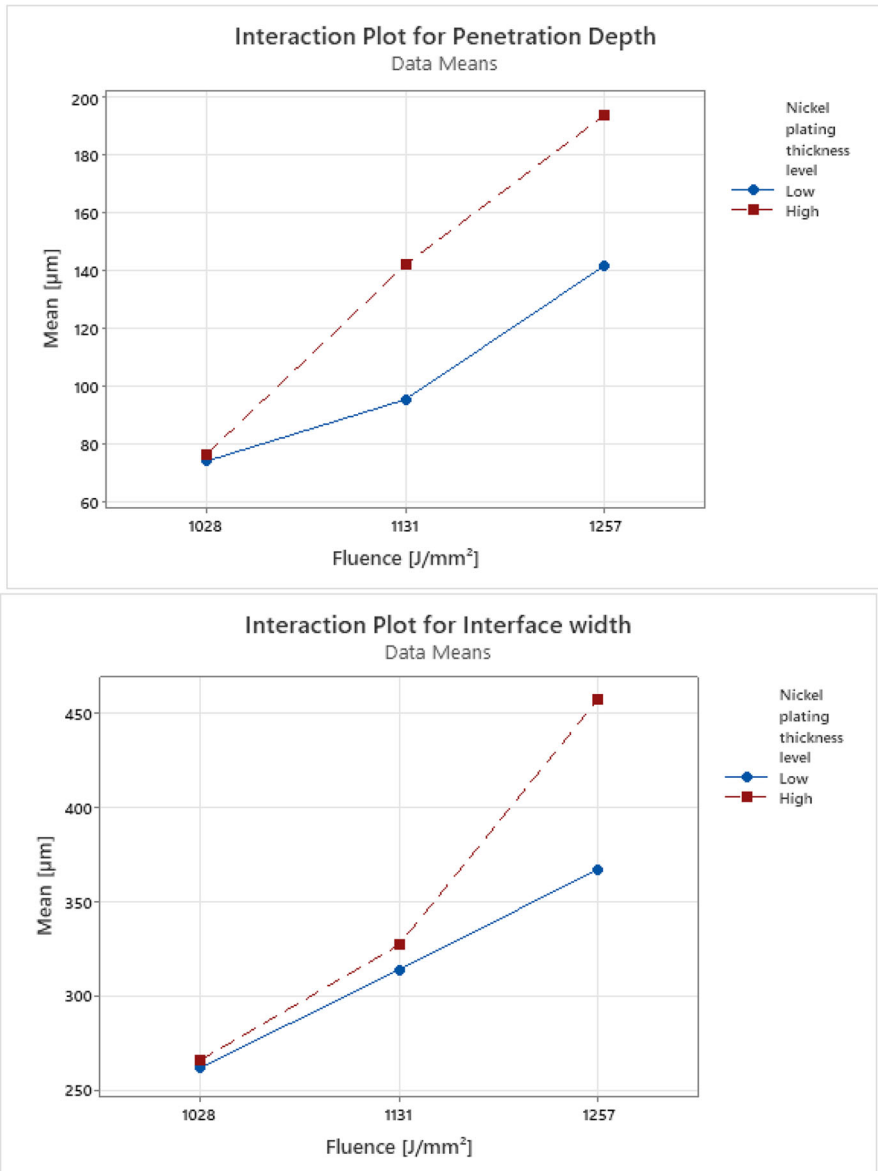 Interaction Plot for Penetration Depth
Data Means
200
180
160
140
120
100
80
60
Mean [µm]
1028
1131
1257
Fluence [J/mm²]
Nickel
plating
thickness
level
Low
High
Interaction Plot for Interface width
Data Means
450
400
350
300
250
Mean [µm]
1028
1131
1257
Fluence [J/mm²]
Nickel
plating
thickness
level
Low
High